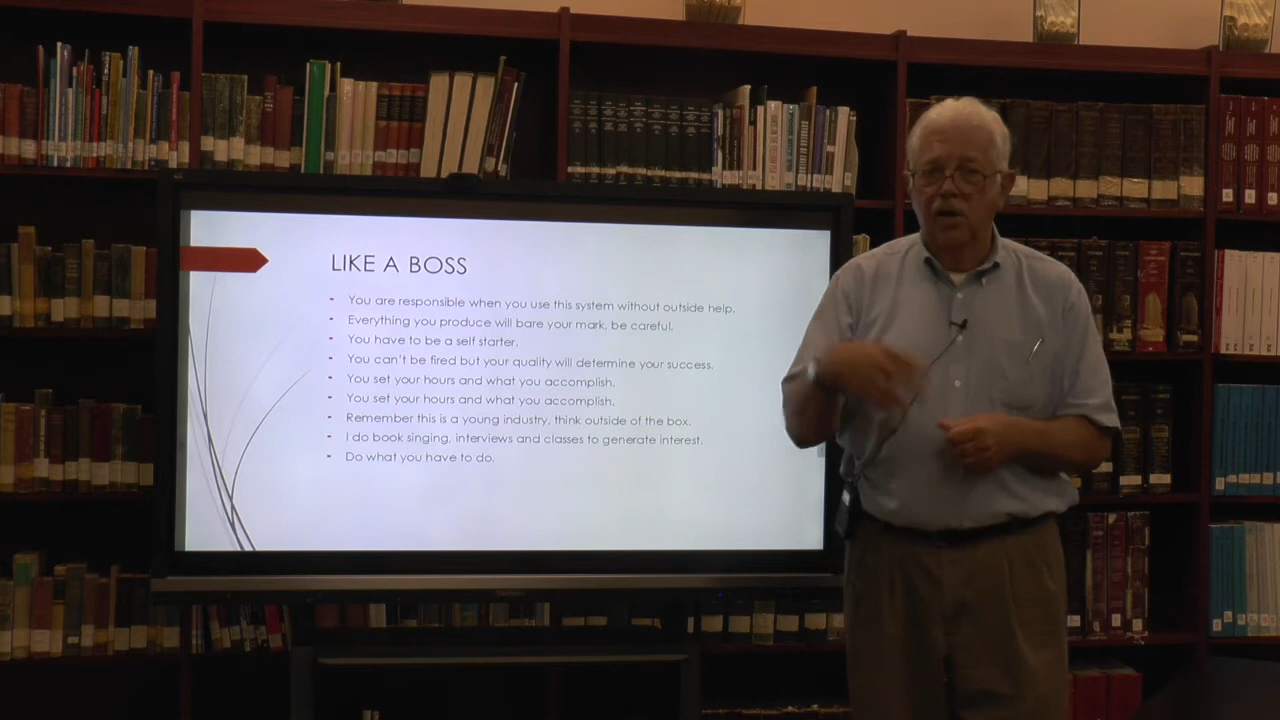 LIKE A BOSS
- You are responsible when you use this system without outside help.
- Everything you produce will bare your mark, be careful.
- You have to be a self starter.
- You can't be fired but your quality will determine your success.
- You set your hours and what you accomplish.
- You set your hours and what you accomplish.
- Remember this is a young industry, think outside of the box.
- I do book singing, interviews and classes to generate interest.
- Do what you have to do.